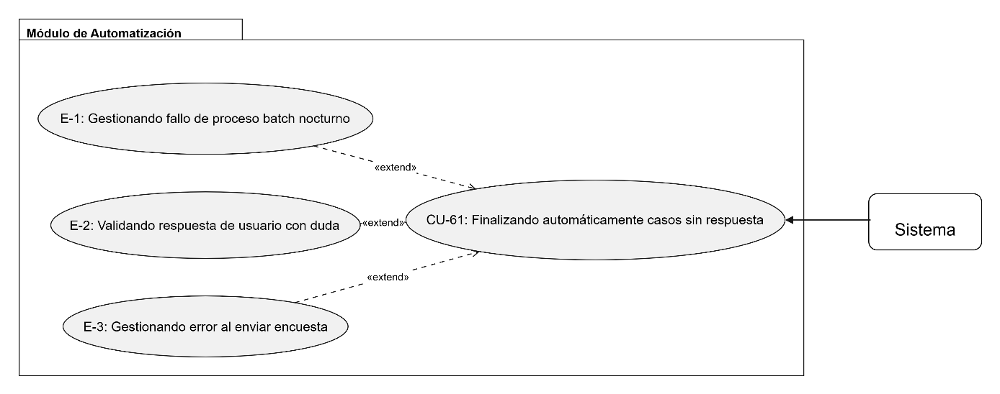 Módulo de Automatización
E-1: Gestionando fallo de proceso batch nocturno
«extend»
E-2: Validando respuesta de usuario con duda
«extend»
CU-61: Finalizando automáticamente casos sin respuesta
Sistema
«extend»
E-3: Gestionando error al enviar encuesta